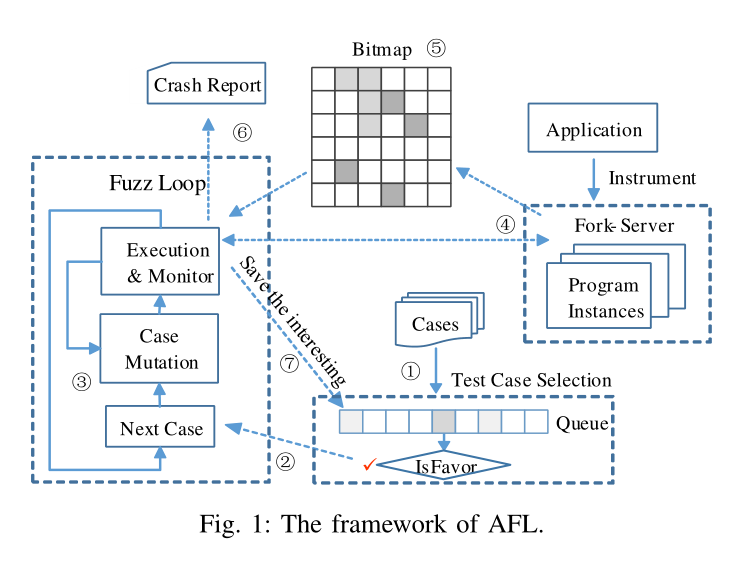 Bitmap ⑤
Crash Report
⑥
Application
Instrument
Fuzz Loop
Fork-Server
④
Execution
& Monitor
Program
Instances
Save the interesting
Cases
Case
Mutation
③
⑦
①
Test Case Selection
Next Case
Queue
②
✓
IsFavor
Fig. 1: The framework of AFL.